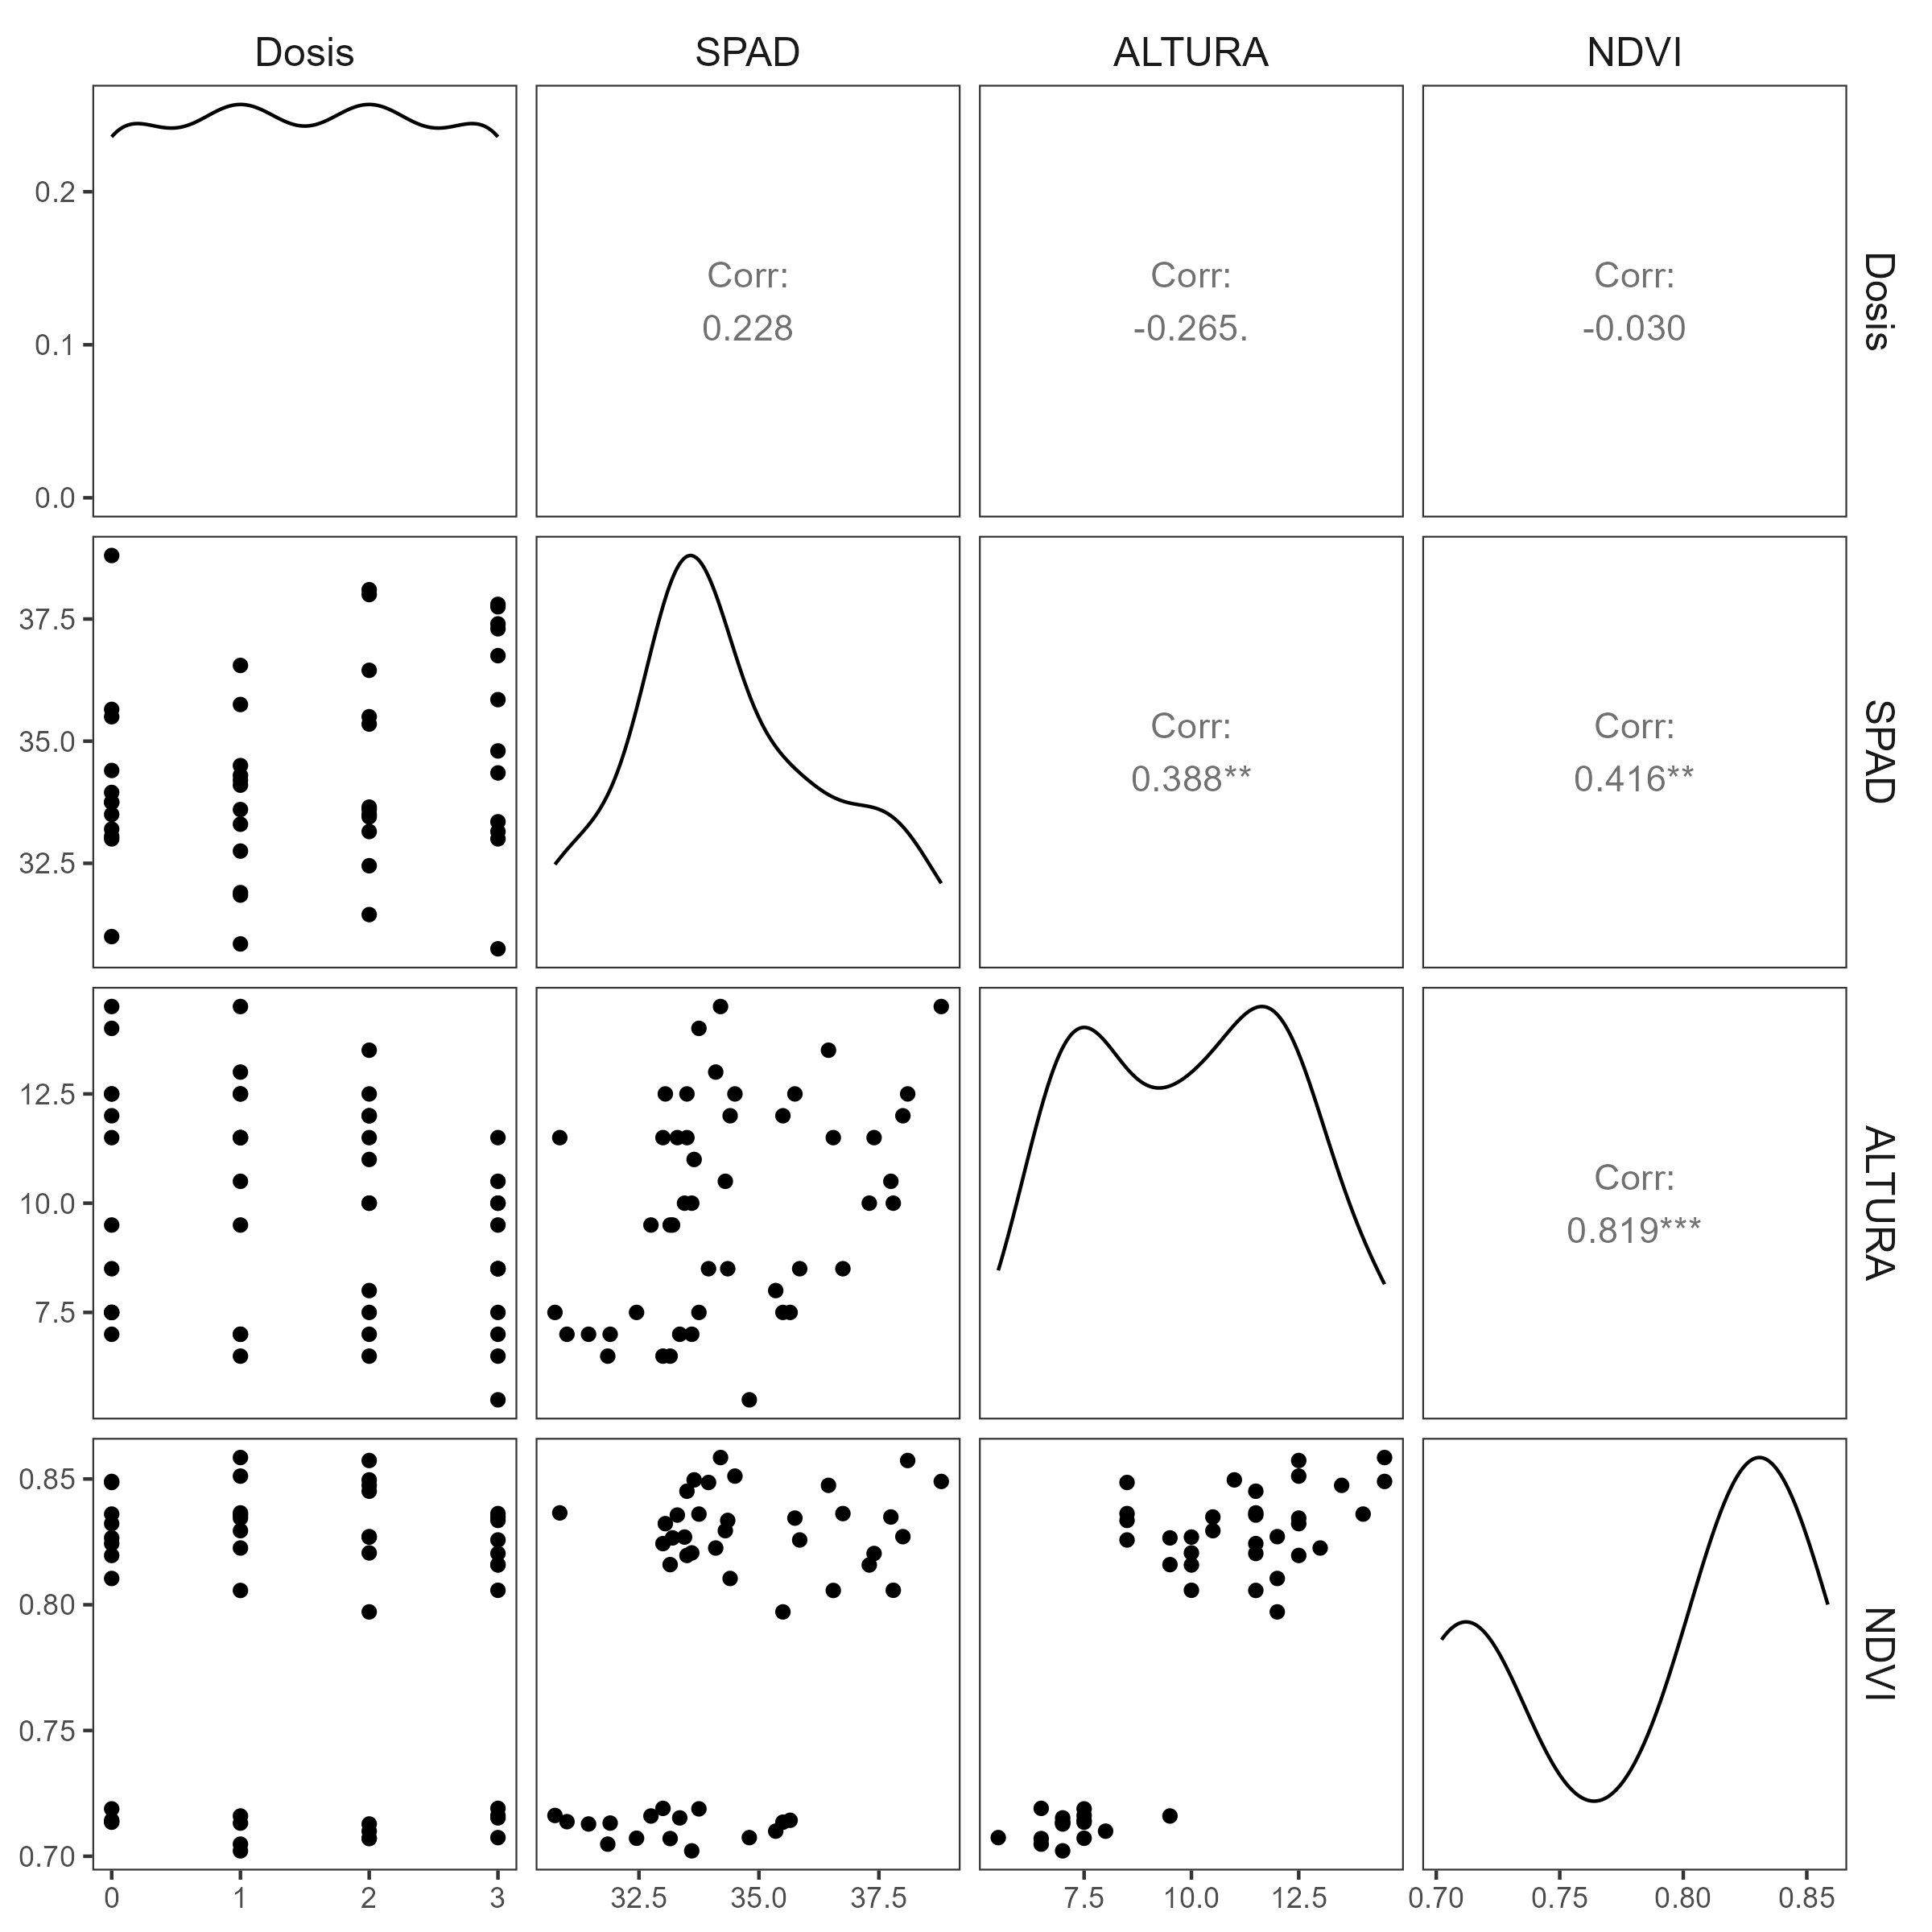 Dosis
SPAD
ALTURA
NDVI
0.2
0.1
0.0
Corr:
0.228
Corr:
-0.265.
Corr:
-0.030
Dosis
37.5
35.0
32.5
Corr:
0.388**
Corr:
0.416**
SPAD
12.5
10.0
7.5
Corr:
0.819***
ALTURA
0.85
0.80
0.75
0.70
NDVI
0 1 2 3
32.5 35.0 37.5
7.5 10.0 12.5
0.70 0.75 0.80 0.85